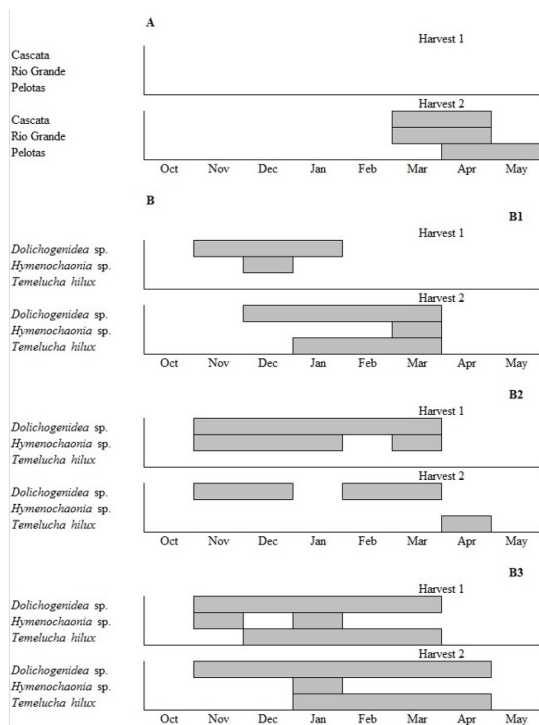 A
Harvest 1
Cascata
Rio Grande
Pelotas
Harvest 2
Cascata
Rio Grande
Pelotas
Oct Nov Dec Jan Feb Mar Apr May
B
B1
Harvest 1
Dolichogenidea sp.
Hymenochaonia sp.
Temelucha hilux
Harvest 2
Dolichogenidea sp.
Hymenochaonia sp.
Temelucha hilux
Oct Nov Dec Jan Feb Mar Apr May
B2
Harvest 1
Dolichogenidea sp.
Hymenochaonia sp.
Temelucha hilux
Harvest 2
Dolichogenidea sp.
Hymenochaonia sp.
Temelucha hilux
Oct Nov Dec Jan Feb Mar Apr May
B3
Harvest 1
Dolichogenidea sp.
Hymenochaonia sp.
Temelucha hilux
Harvest 2
Dolichogenidea sp.
Hymenochaonia sp.
Temelucha hilux
Oct Nov Dec Jan Feb Mar Apr May